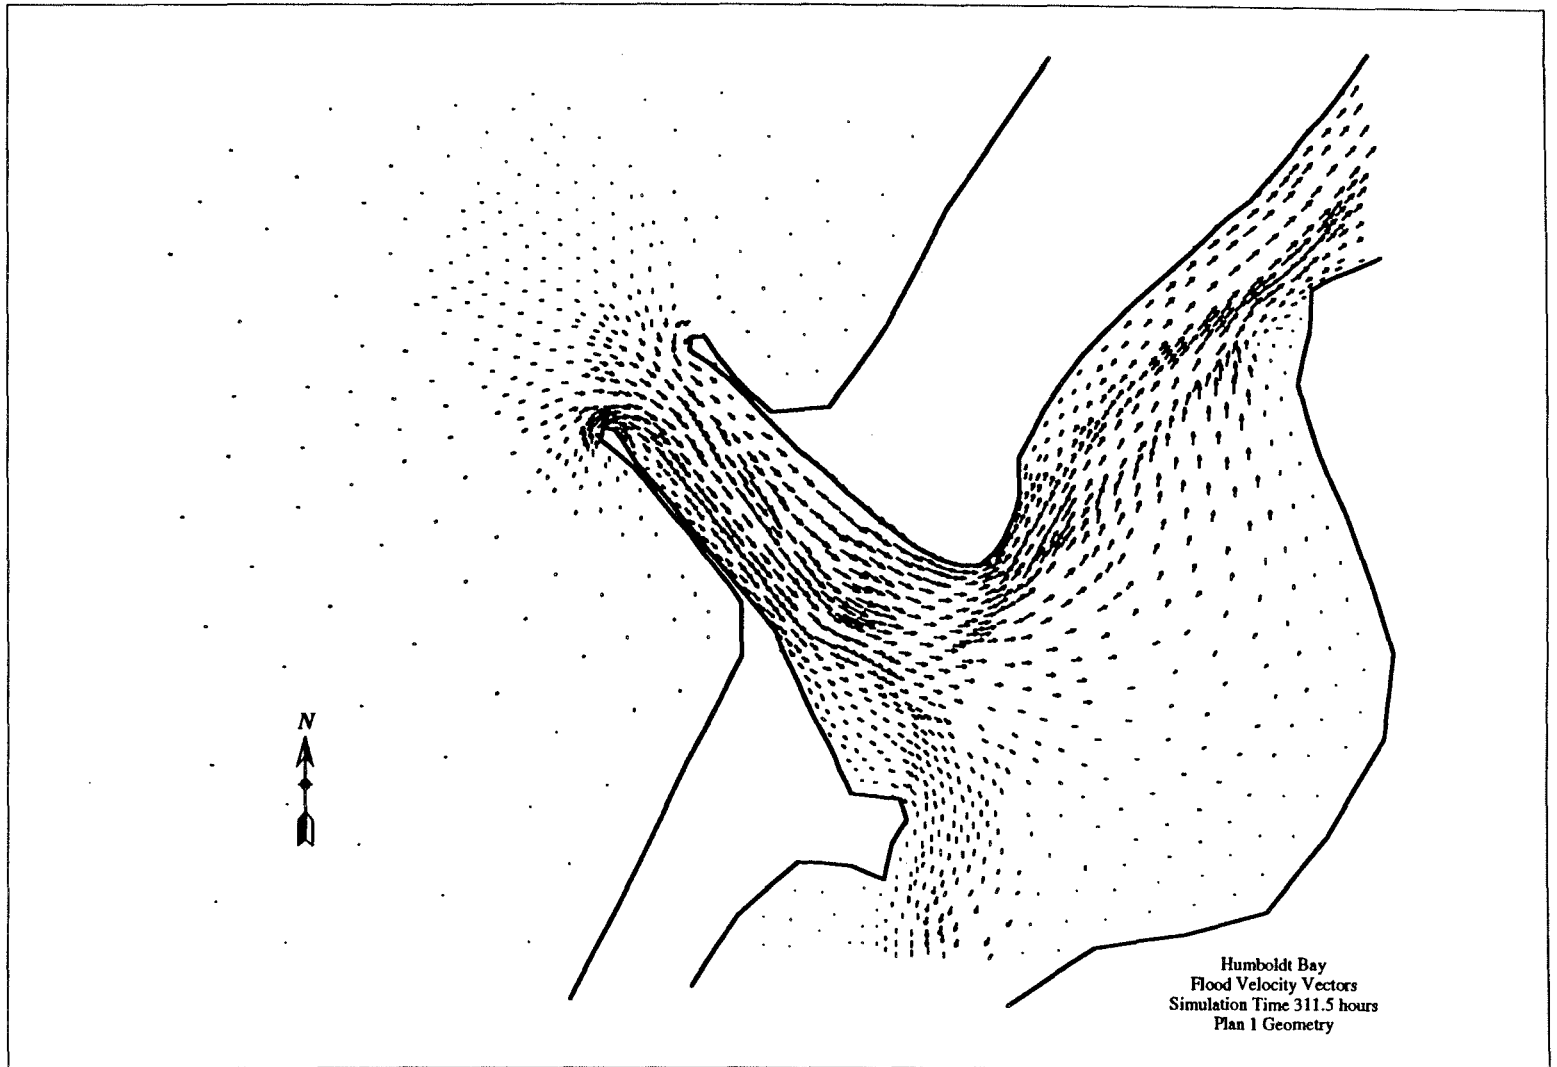 N
Humboldt Bay
Flood Velocity Vectors
Simulation Time 311.5 hours
Plan 1 Geometry